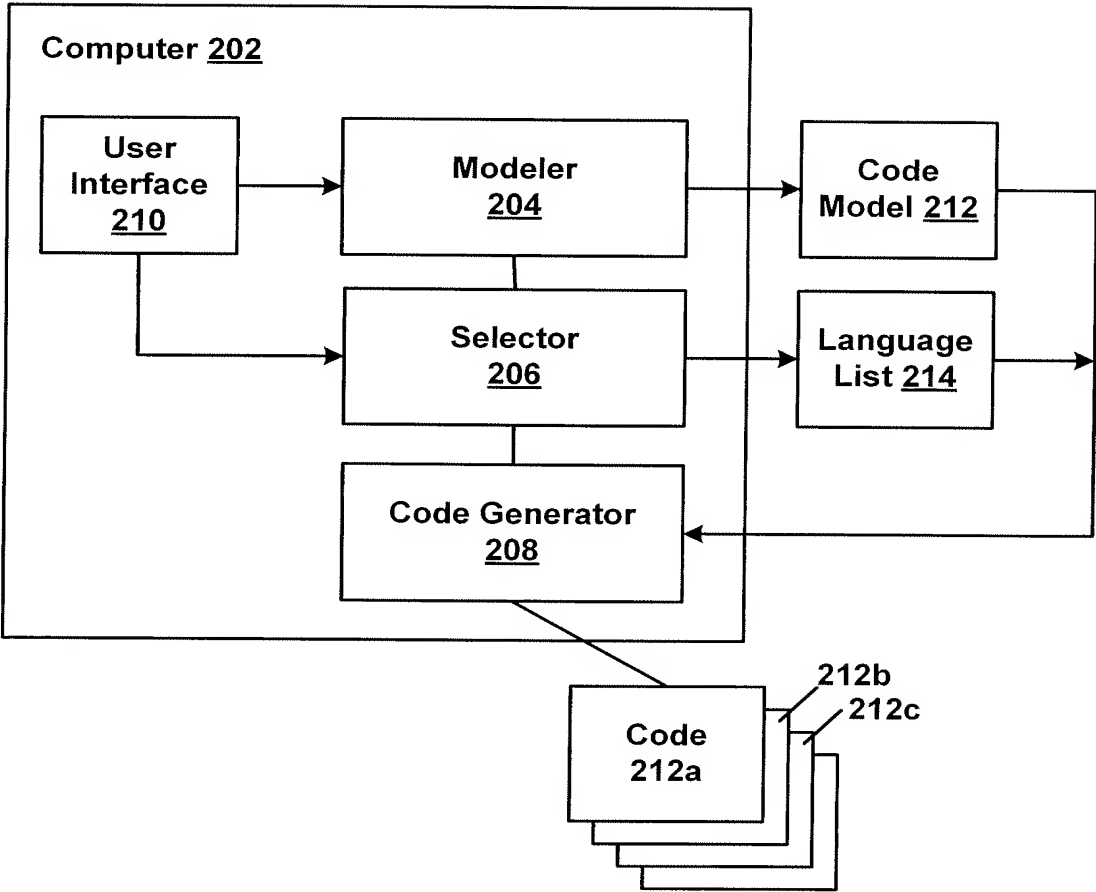 Computer 202
User
Interface
210
Modeler
204
Code
Model 212
Selector
206
Language
List 214
Code Generator
208
212b
212c
Code
212a